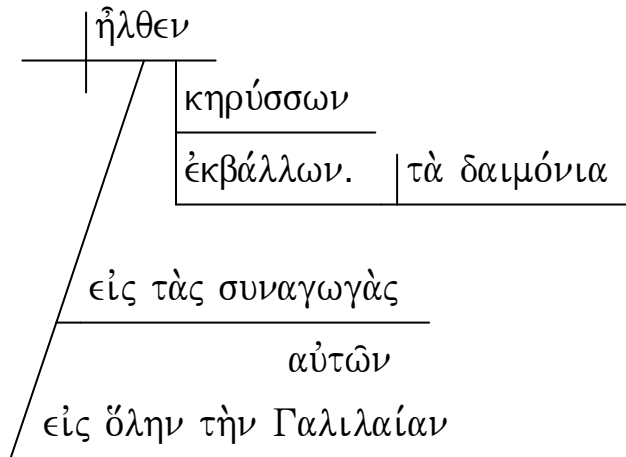 ἦλθεν
κηρύσσων
ἐκβάλλων. τὰ δαιμόνια
εἰς τὰς συναγωγὰς
αὐτῶν
εἰς ὅλην τὴν Γαλιλαίαν